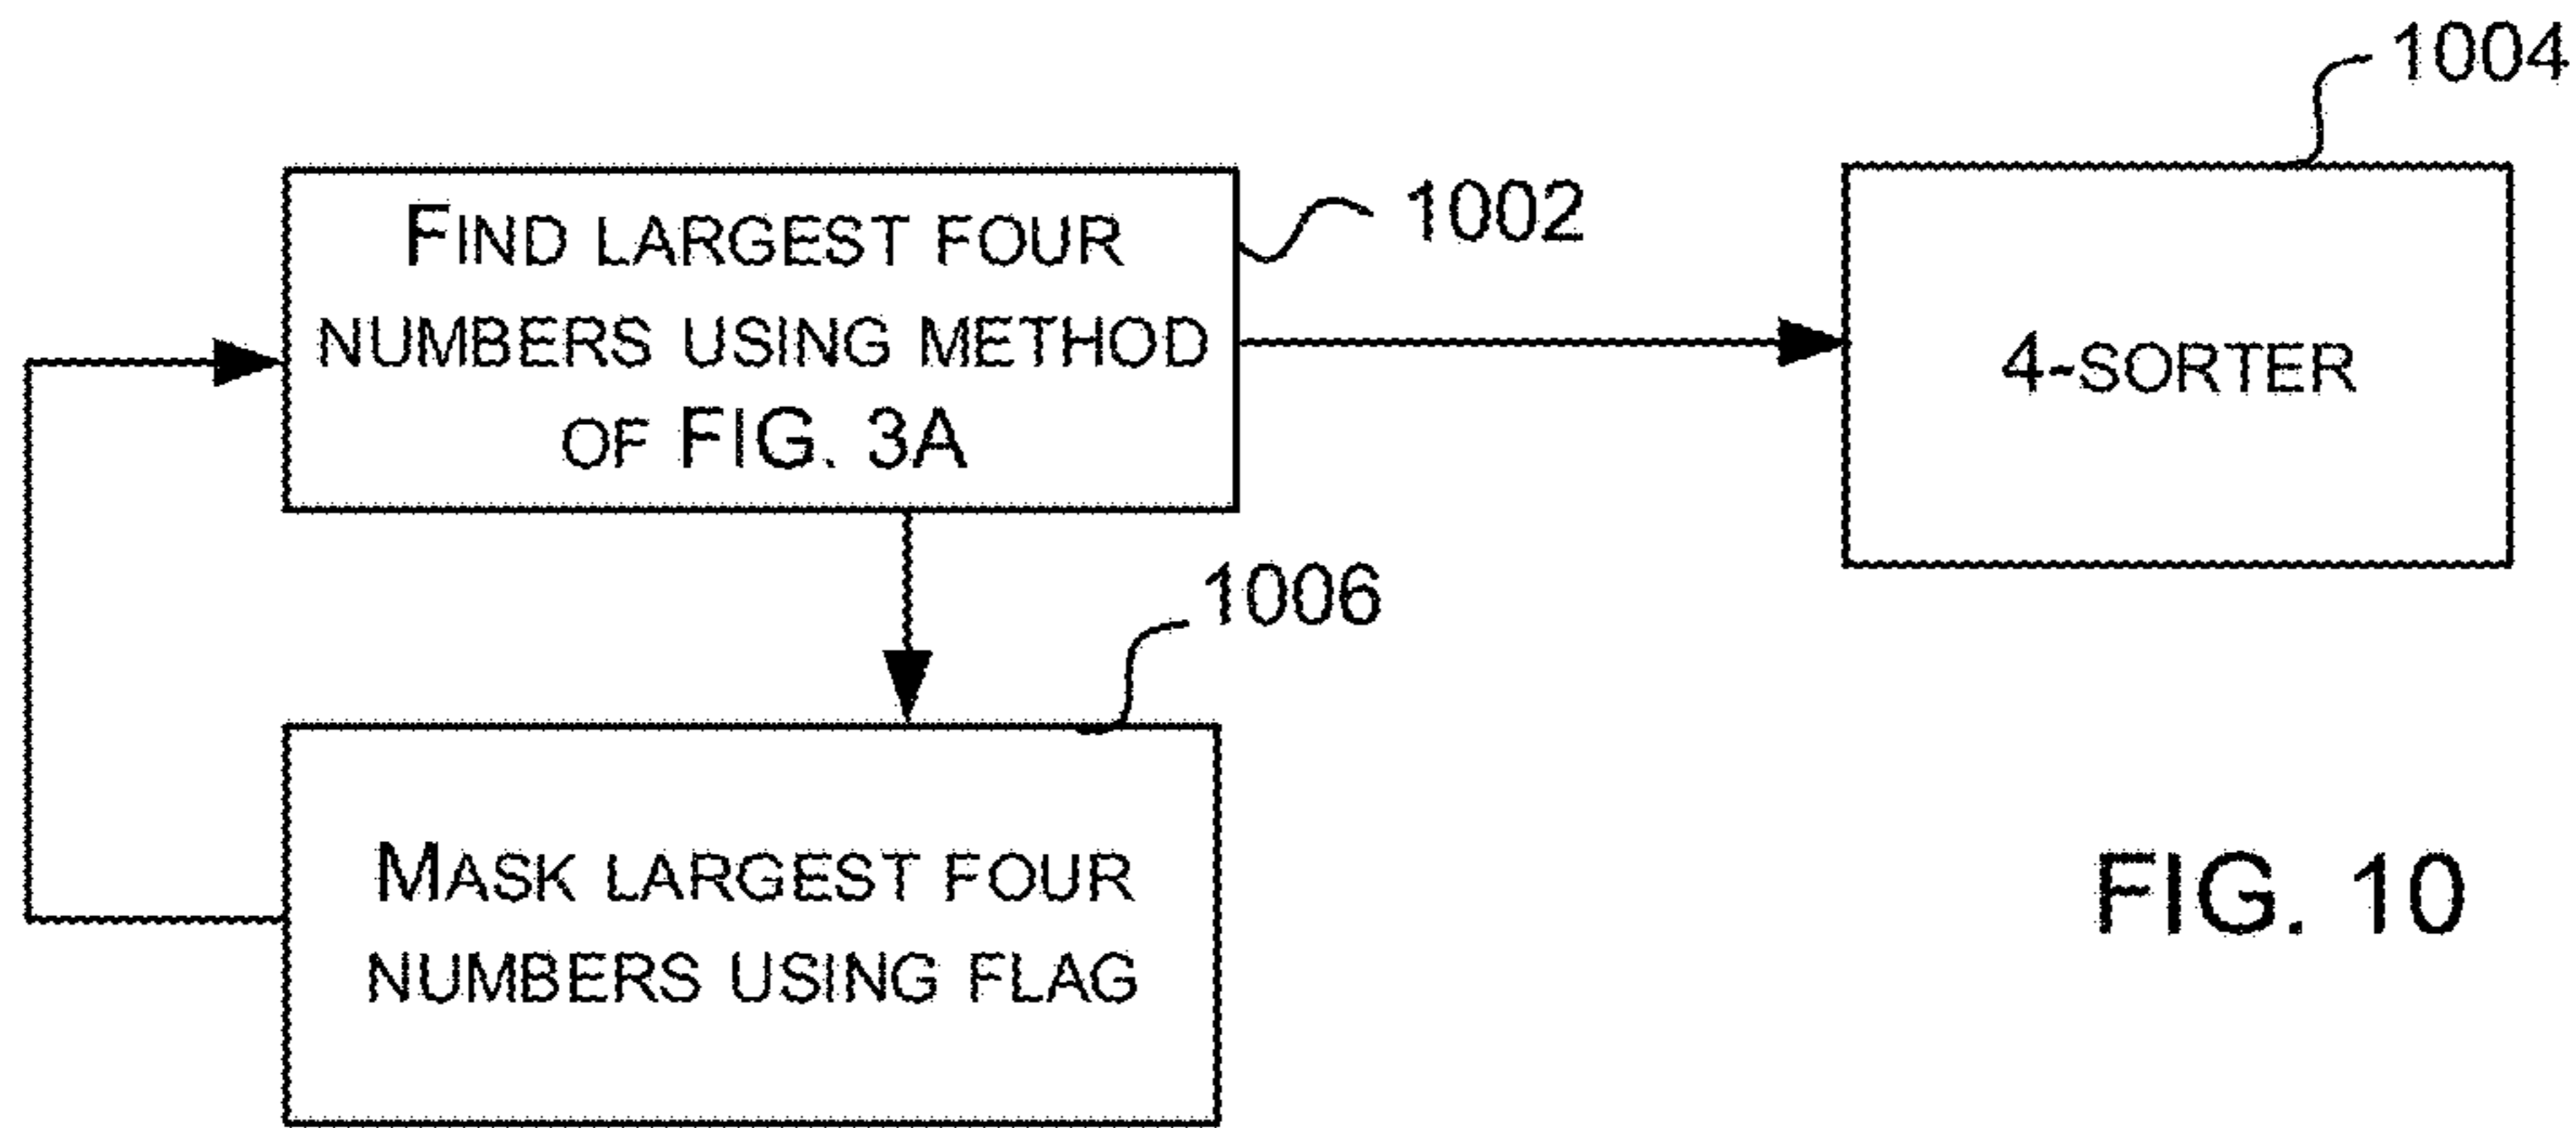 1004
1002
FIND LARGEST FOUR
NUMBERS USING METHOD
OF FIG. 3A
4-SORTER
1006
MASK LARGEST FOUR
NUMBERS USING FLAG
FIG. 10